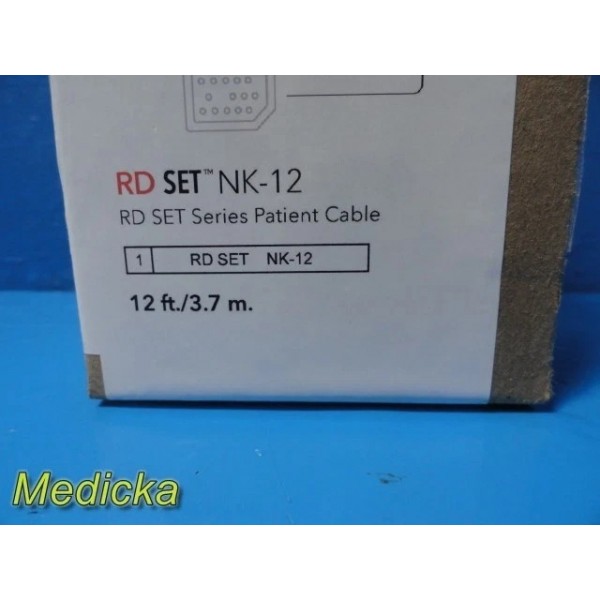 RD SET™ NK-12
RD SET Series Patient Cable
1 RD SET NK-12
12 ft./3.7 m.
Medicka